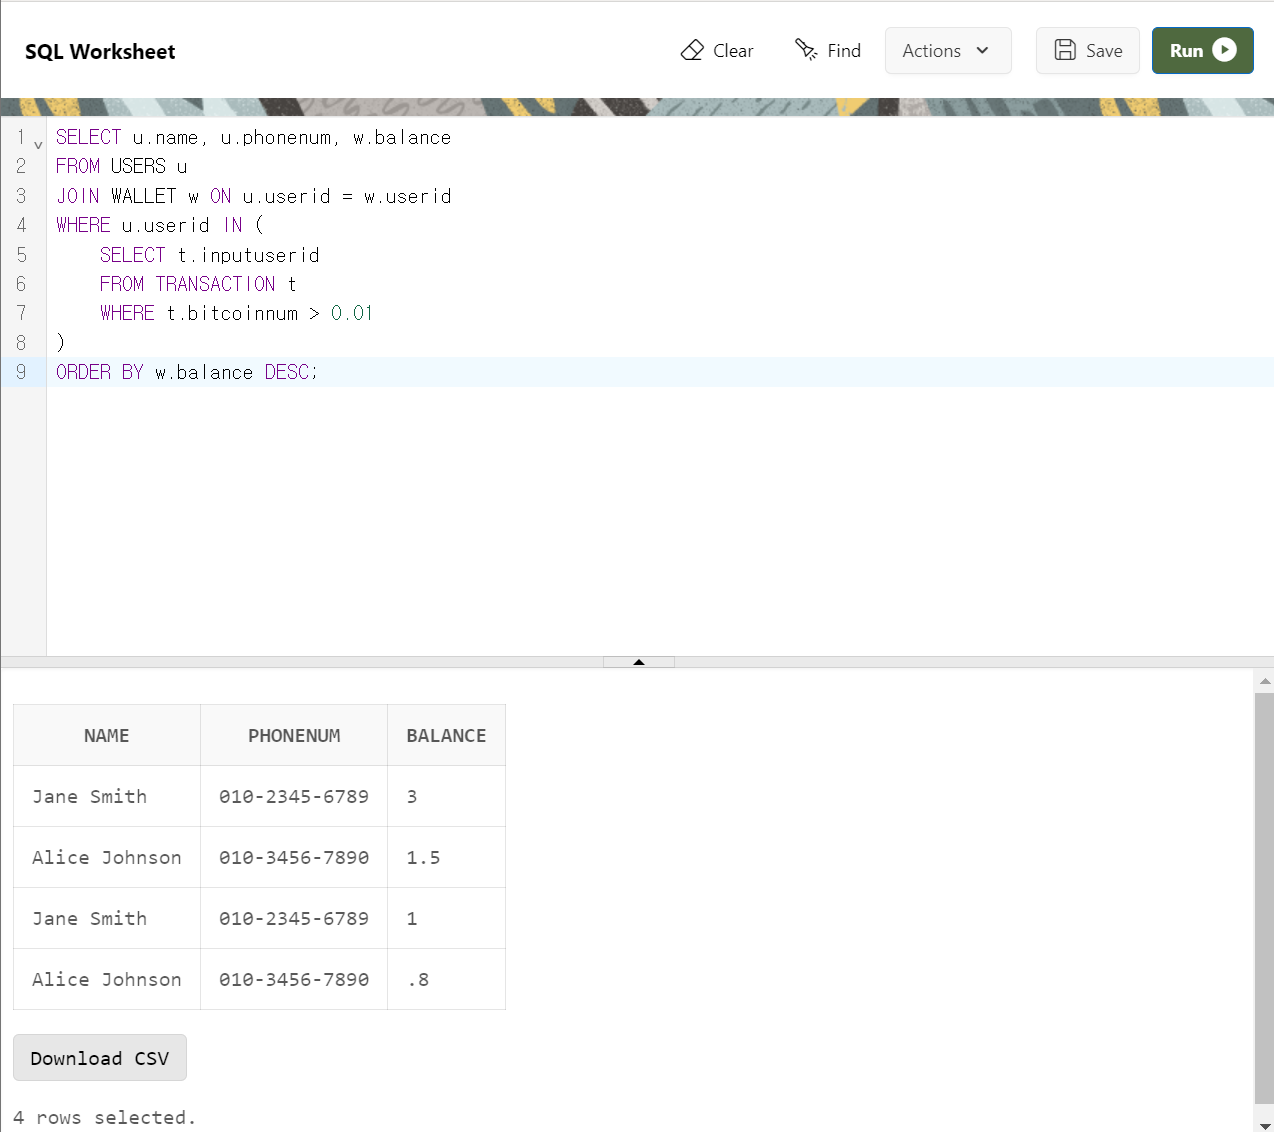 SQL Worksheet Clear Find Actions Save Run
1 SELECT u.name, u.phonenum, w.balance
2 FROM USERS u
3 JOIN WALLET w ON u.userid = w.userid
4 WHERE u.userid IN (
5 SELECT t.inputuserid
6 FROM TRANSACTION t
7 WHERE t.bitcoinnum > 0.01
8 )
9 ORDER BY w.balance DESC;
NAME PHONENUM BALANCE
Jane Smith 010-2345-6789 3
Alice Johnson 010-3456-7890 1.5
Jane Smith 010-2345-6789 1
Alice Johnson 010-3456-7890 .8
Download CSV
4 rows selected.